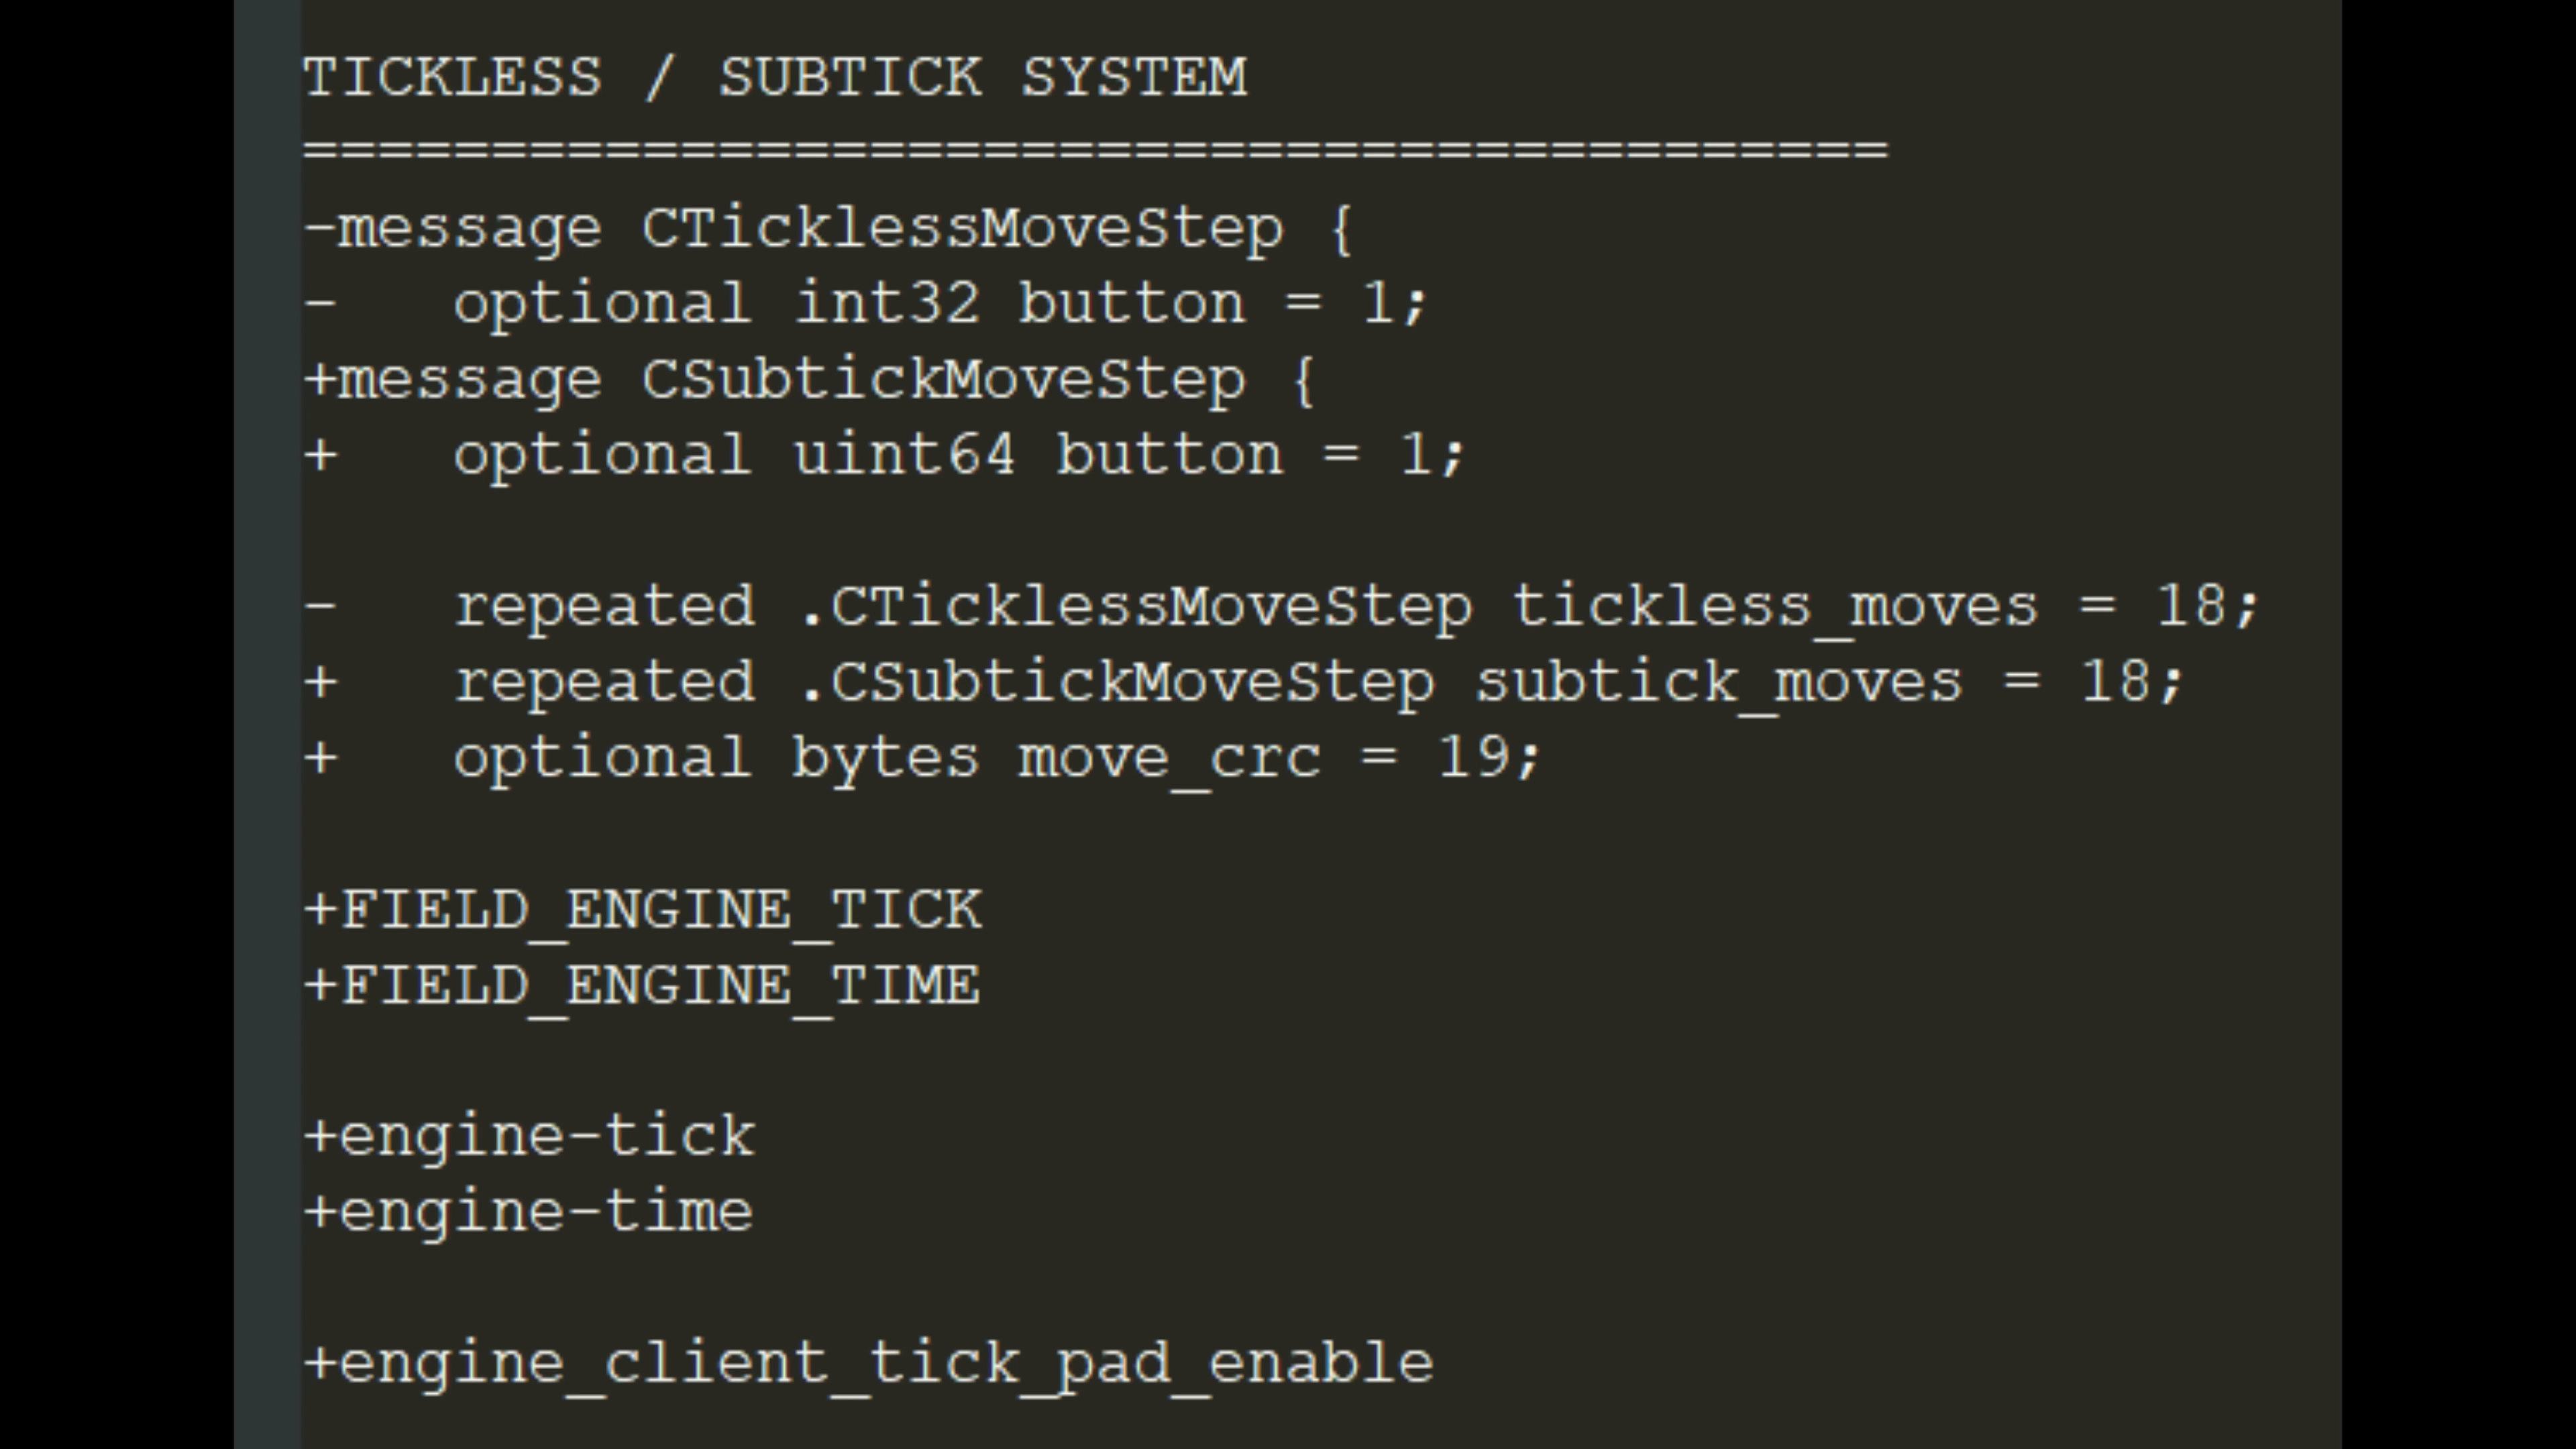 TICKLESS / SUBTICK SYSTEM
==========================================
-message CTicklessMoveStep {
-   optional int32 button = 1;
+message CSubtickMoveStep {
+   optional uint64 button = 1;
-   repeated .CTicklessMoveStep tickless_moves = 18;
+   repeated .CSubtickMoveStep subtick_moves = 18;
+   optional bytes move_crc = 19;
+FIELD_ENGINE_TICK
+FIELD_ENGINE_TIME
+engine-tick
+engine-time
+engine_client_tick_pad_enable